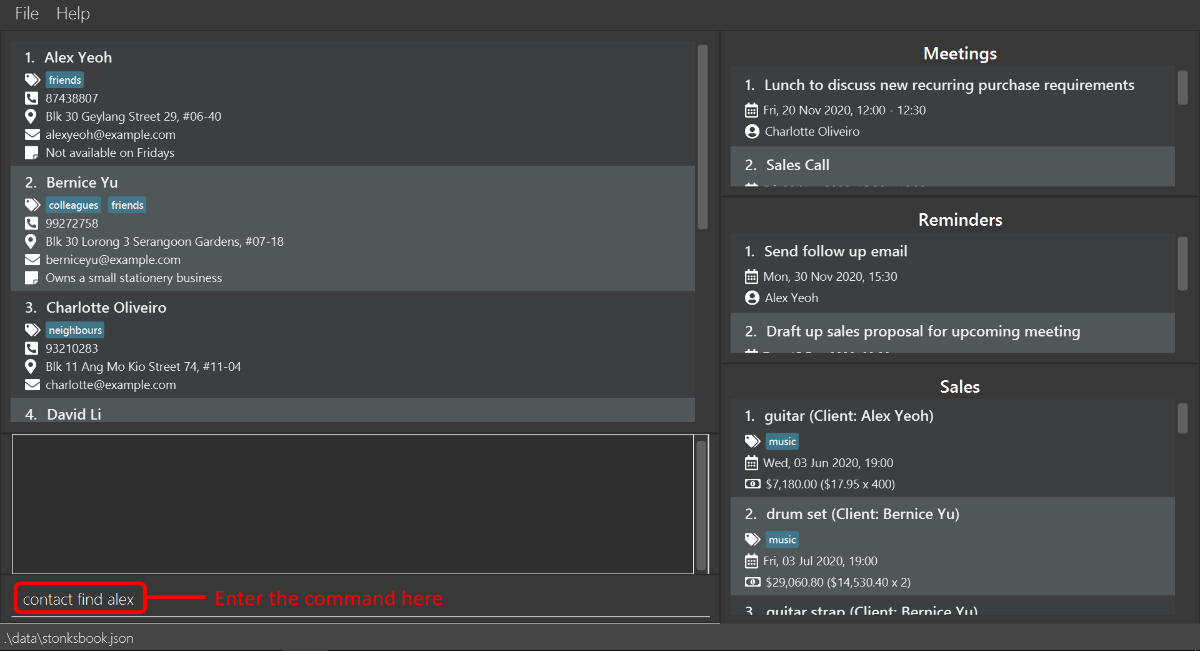 File Help
1. Alex Yeoh
friends
87438807
Blk 30 Geylang Street 29, #06-40
alexyeoh@example.com
Not available on Fridays
2. Bernice Yu
colleagues friends
99272758
Blk 30 Lorong 3 Serangoon Gardens, #07-18
berniceyu@example.com
Owns a small stationery business
3. Charlotte Oliveiro
neighbours
93210283
Blk 11 Ang Mo Kio Street 74, #11-04
charlotte@example.com
4. David Li
contact find alex
Enter the command here
.\data\stonksbook.json
Meetings
1. Lunch to discuss new recurring purchase requirements
Fri, 20 Nov 2020, 12:00 - 12:30
Charlotte Oliveiro
2. Sales Call
Reminders
1. Send follow up email
Mon, 30 Nov 2020, 15:30
Alex Yeoh
2. Draft up sales proposal for upcoming meeting
Sales
1. guitar (Client: Alex Yeoh)
music
Wed, 03 Jun 2020, 19:00
$7,180.00 ($17.95 x 400)
2. drum set (Client: Bernice Yu)
music
Fri, 03 Jul 2020, 19:00
$29,060.80 ($14,530.40 x 2)
3. guitar strap (Client: Bernice Yu)